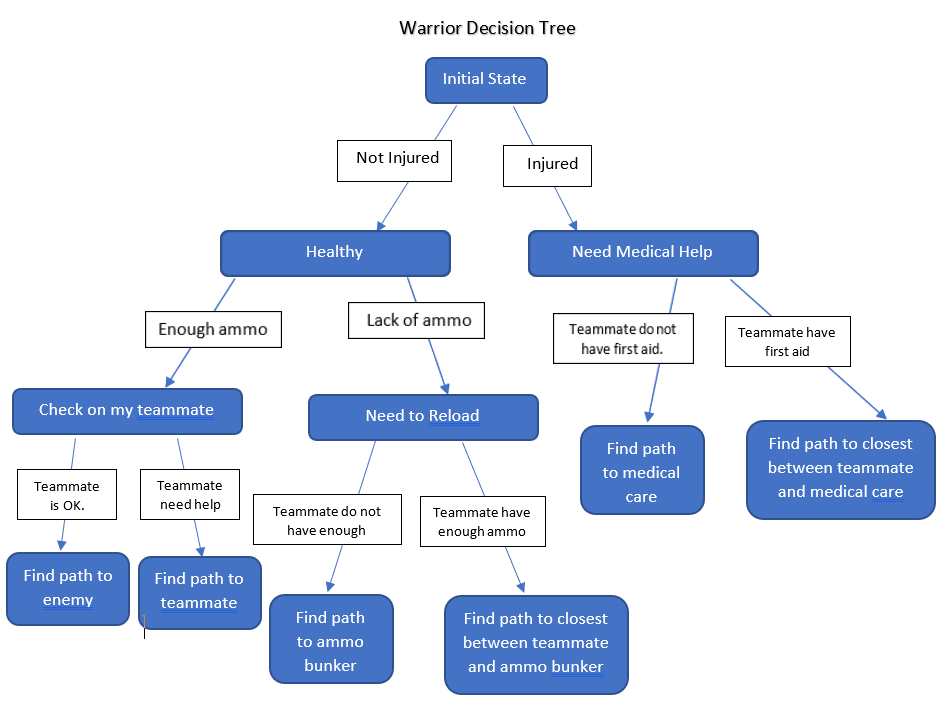 Warrior Decision Tree
Initial State
Not Injured
Injured
Healthy
Need Medical Help
Enough ammo
Lack of ammo
Teammate do not
have first aid.
Teammate have
first aid
Check on my teammate
Need to Reload
Find path
to medical
care
Find path to closest
between teammate
and medical care
Teammate
is OK.
Teammate
need help
Teammate do not
have enough
Teammate have
enough ammo
Find path to
enemy
Find path to
teammate
Find path
to ammo
bunker
Find path to closest
between teammate
and ammo bunker